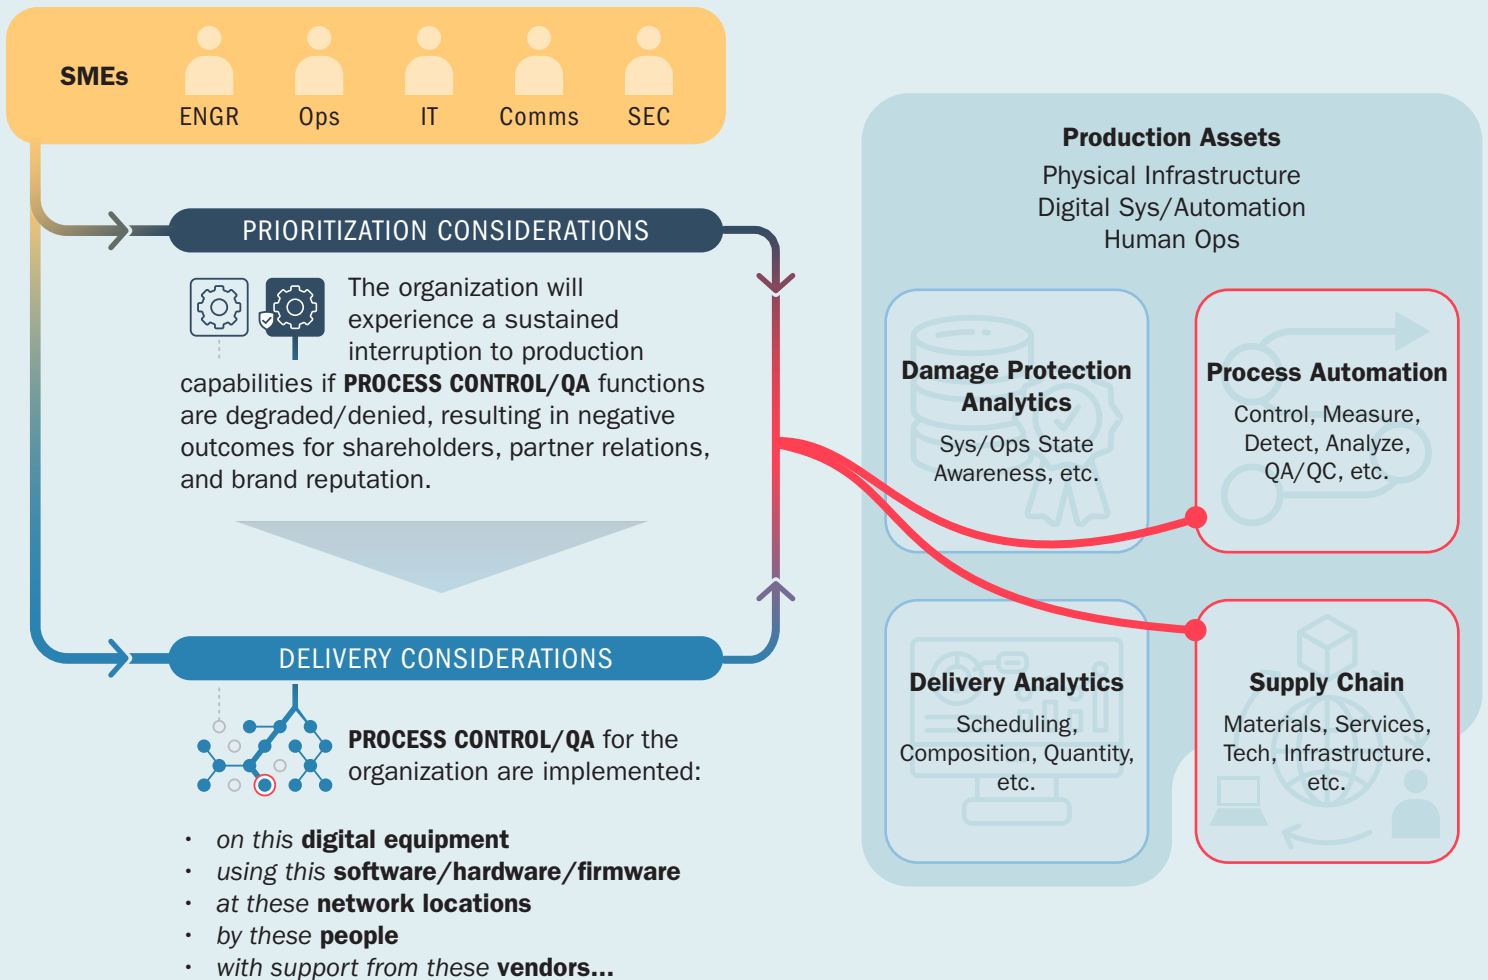 SMEs
ENGR
Ops
IT
Comms
SEC
PRIORITIZATION CONSIDERATIONS
The organization will
experience a sustained
interruption to production
capabilities if PROCESS CONTROL/QA functions
are degraded/denied, resulting in negative
outcomes for shareholders, partner relations,
and brand reputation.
DELIVERY CONSIDERATIONS
PROCESS CONTROL/QA for the
organization are implemented:
· on this digital equipment
· using this software/hardware/firmware
· at these network locations
· by these people
· with support from these vendors...
Production Assets
Physical Infrastructure
Digital Sys/Automation
Human Ops
Damage Protection
Analytics
Sys/Ops State
Awareness, etc.
Process Automation
Control, Measure,
Detect, Analyze,
QA/QC, etc.
Delivery Analytics
Scheduling,
Composition, Quantity,
etc.
Supply Chain
Materials, Services,
Tech, Infrastructure,
etc.